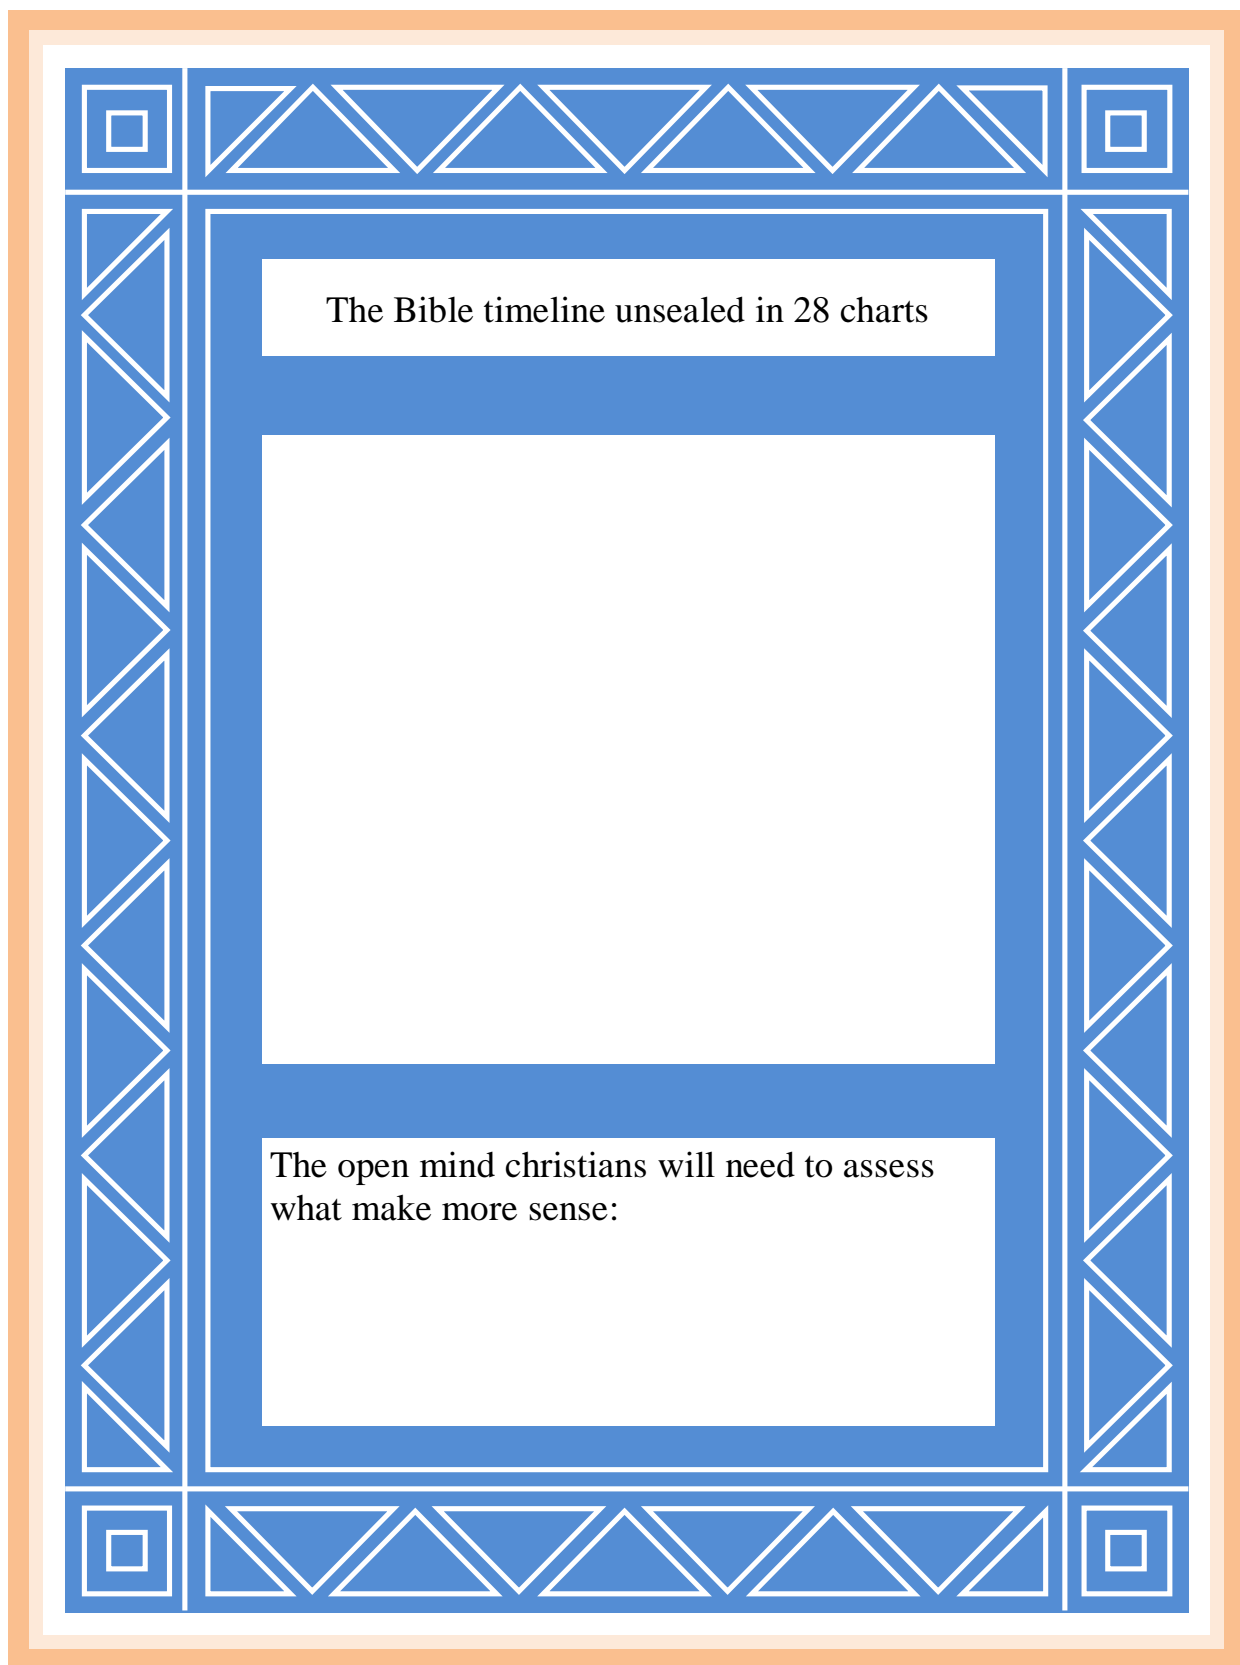 The Bible timeline unsealed in 28 charts
The open mind christians will need to assess
what make more sense: